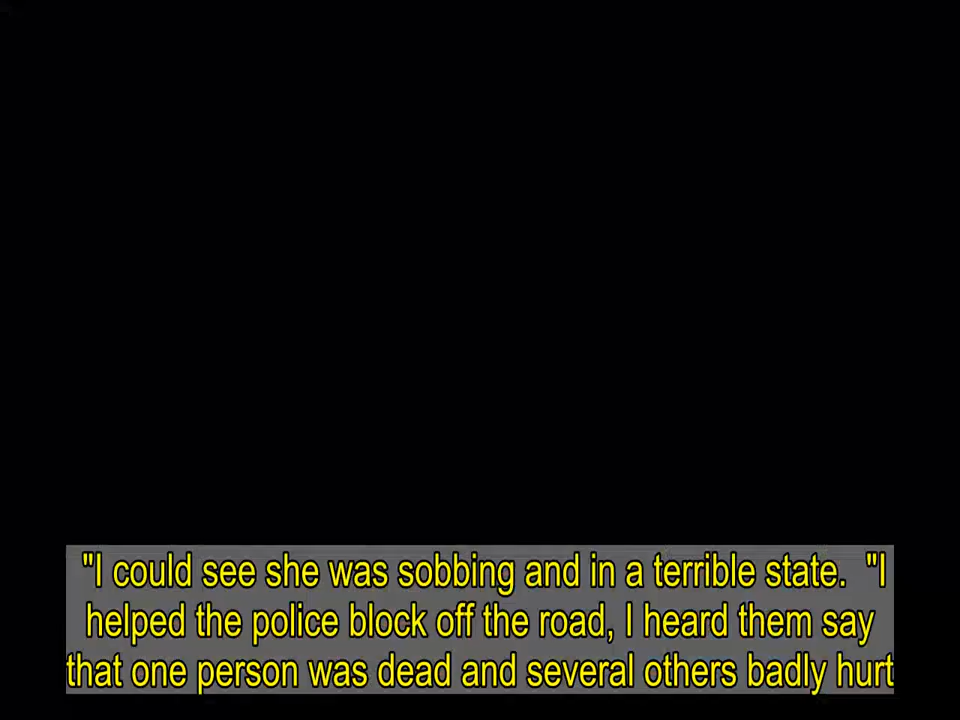 "I could see she was sobbing and in a terrible state.  "I
helped the police block off the road, I heard them say
that one person was dead and several others badly hurt